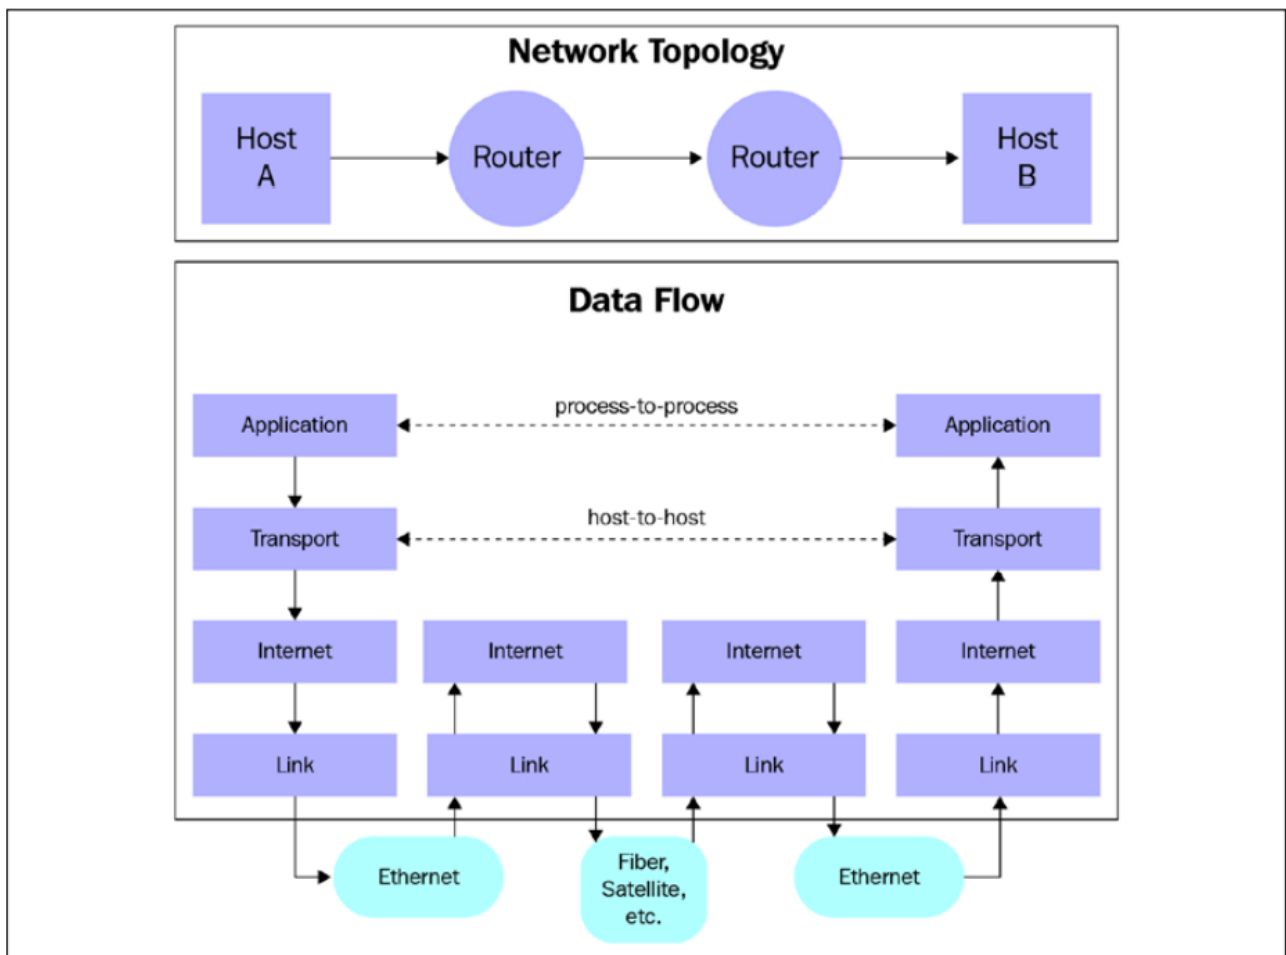 Network Topology
Host
A
Router
Router
Host
B
Data Flow
Application
process-to-process
Application
Transport
host-to-host
Transport
Internet
Internet
Internet
Internet
Link
Link
Link
Link
Ethernet
Fiber,
Satellite,
etc.
Ethernet